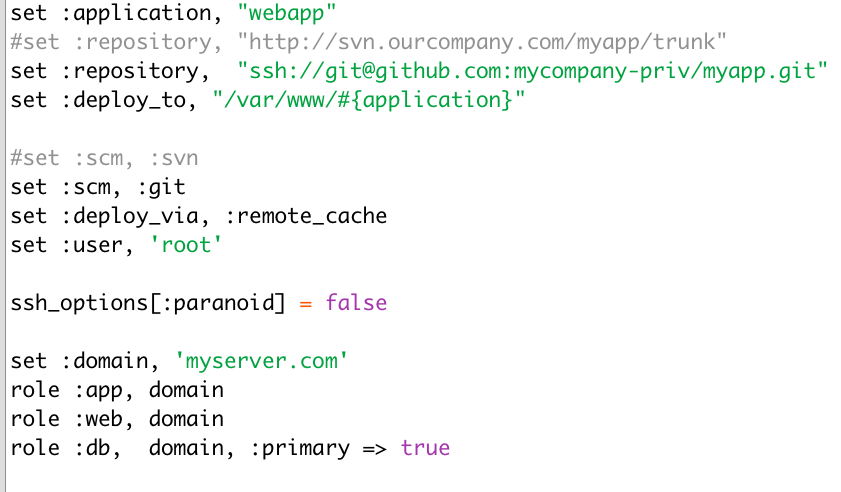 set :application, "webapp"
#set :repository, "http://svn.ourcompany.com/myapp/trunk"
set :repository,  "ssh://git@github.com:mycompany-priv/myapp.git"
set :deploy_to, "/var/www/#{application}"
#set :scm, :svn
set :scm, :git
set :deploy_via, :remote_cache
set :user, 'root'
ssh_options[:paranoid] = false
set :domain, 'myserver.com'
role :app, domain
role :web, domain
role :db,  domain, :primary => true